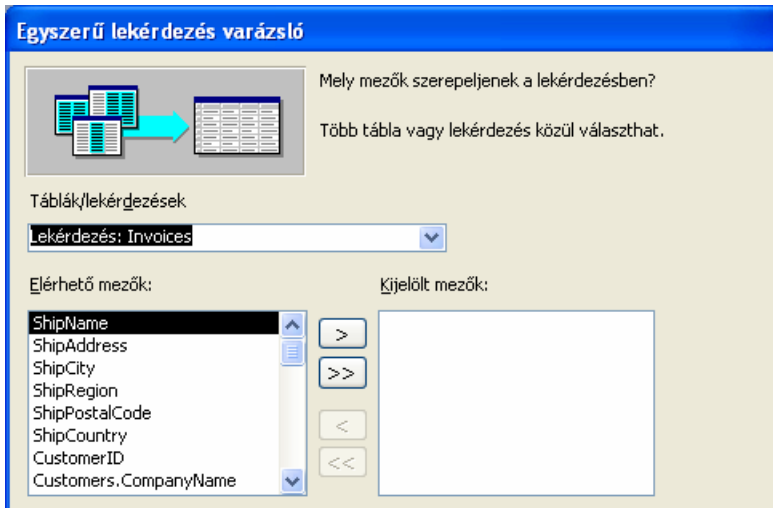 Egyszerű lekérdezés varázsló
Mely mezők szerepeljenek a lekérdezésben?
Több tábla vagy lekérdezés közül választhat.
Táblák/lekérdezések
Lekérdezés: Invoices
Elérhető mezők:
Kijelölt mezők:
ShipName
ShipAddress
ShipCity
ShipRegion
ShipPostalCode
ShipCountry
CustomerID
Customers.CompanyName
>
>>
<
<<